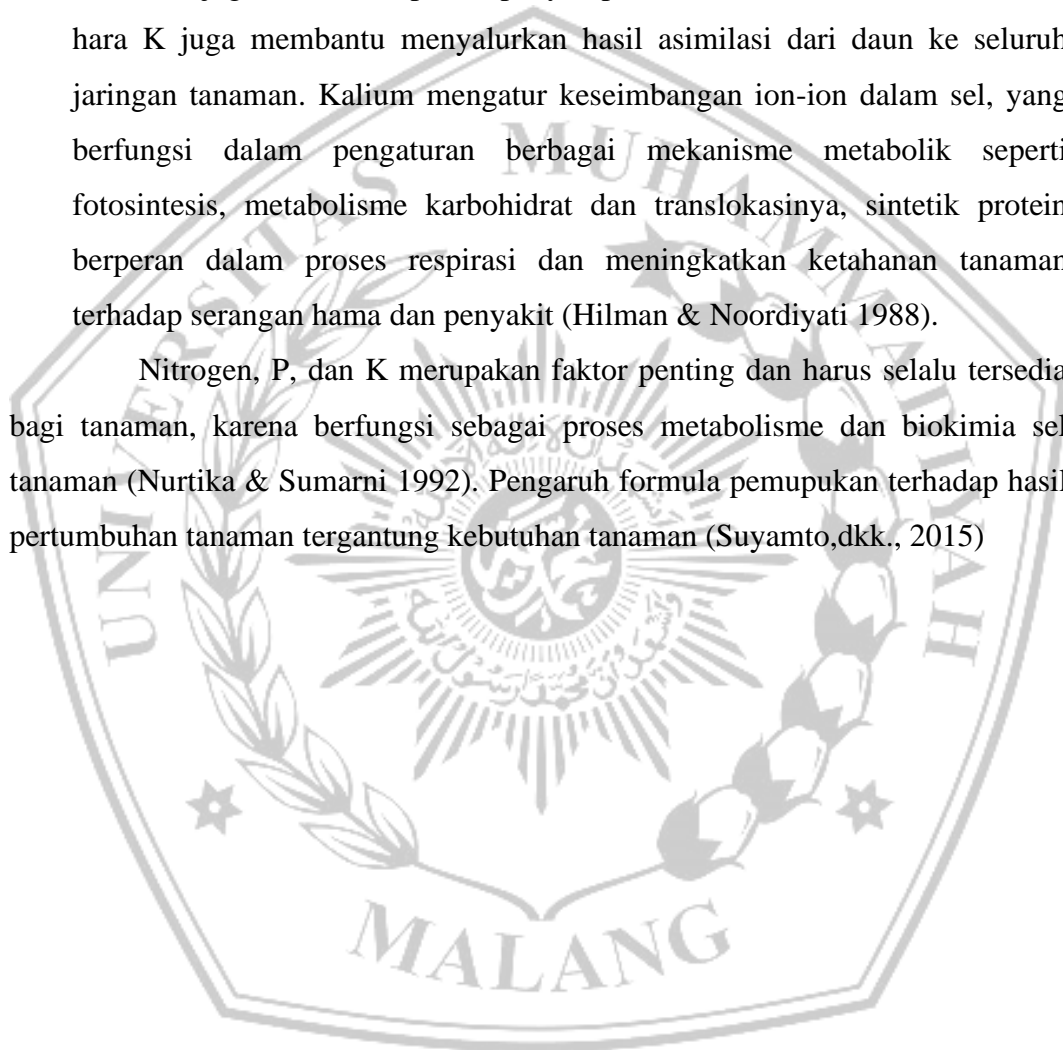 hara K juga membantu menyalurkan hasil asimilasi dari daun ke seluruh
jaringan tanaman. Kalium mengatur keseimbangan ion-ion dalam sel, yang
berfungsi dalam pengaturan berbagai mekanisme metabolik seperti
fotosintesis, metabolisme karbohidrat dan translokasinya, sintetik protein
berperan dalam proses respirasi dan meningkatkan ketahanan tanaman
terhadap serangan hama dan penyakit (Hilman & Noordiyati 1988).
Nitrogen, P, dan K merupakan faktor penting dan harus selalu tersedia
bagi tanaman, karena berfungsi sebagai proses metabolisme dan biokimia sel
tanaman (Nurtika & Sumarni 1992). Pengaruh formula pemupukan terhadap hasil
pertumbuhan tanaman tergantung kebutuhan tanaman (Suyamto,dkk., 2015)
UNIVERSITAS MUHAMMADIYAH
MALANG